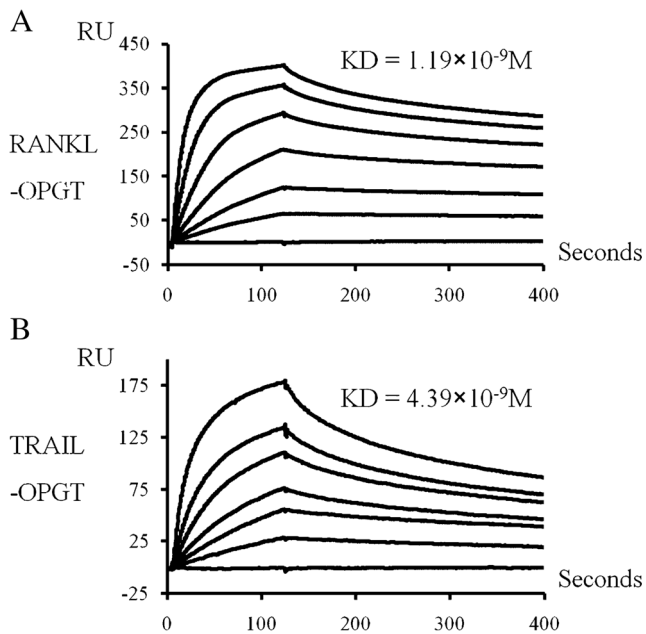 A
RU
450
KD = 1.19×10-9M
350
RANKL
250
-OPGT
150
50
Seconds
-50
0 100 200 300 400
B
RU
175
KD = 4.39×10-9M
125
TRAIL
75
-OPGT
25
Seconds
-25
0 100 200 300 400